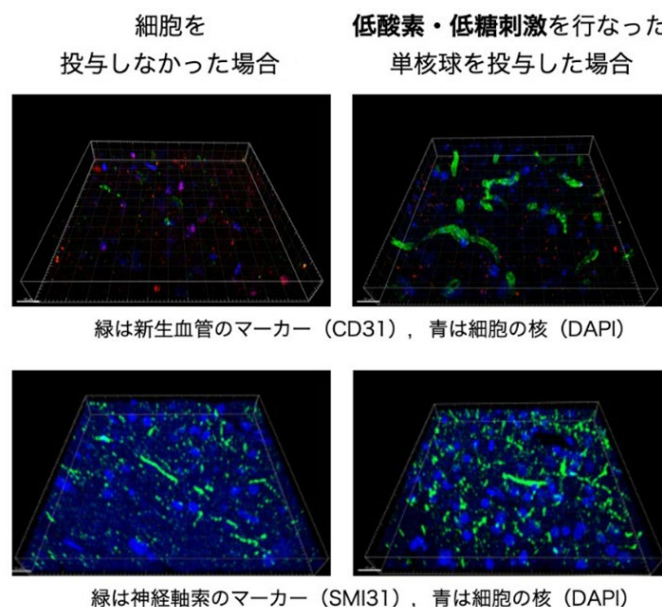 細胞を
投与しなかった場合
低酸素・低糖刺激を行なった
単核球を投与した場合
緑は新生血管のマーカー（CD31）, 青は細胞の核（DAPI）
緑は神経軸索のマーカー（SMI31）, 青は細胞の核（DAPI）